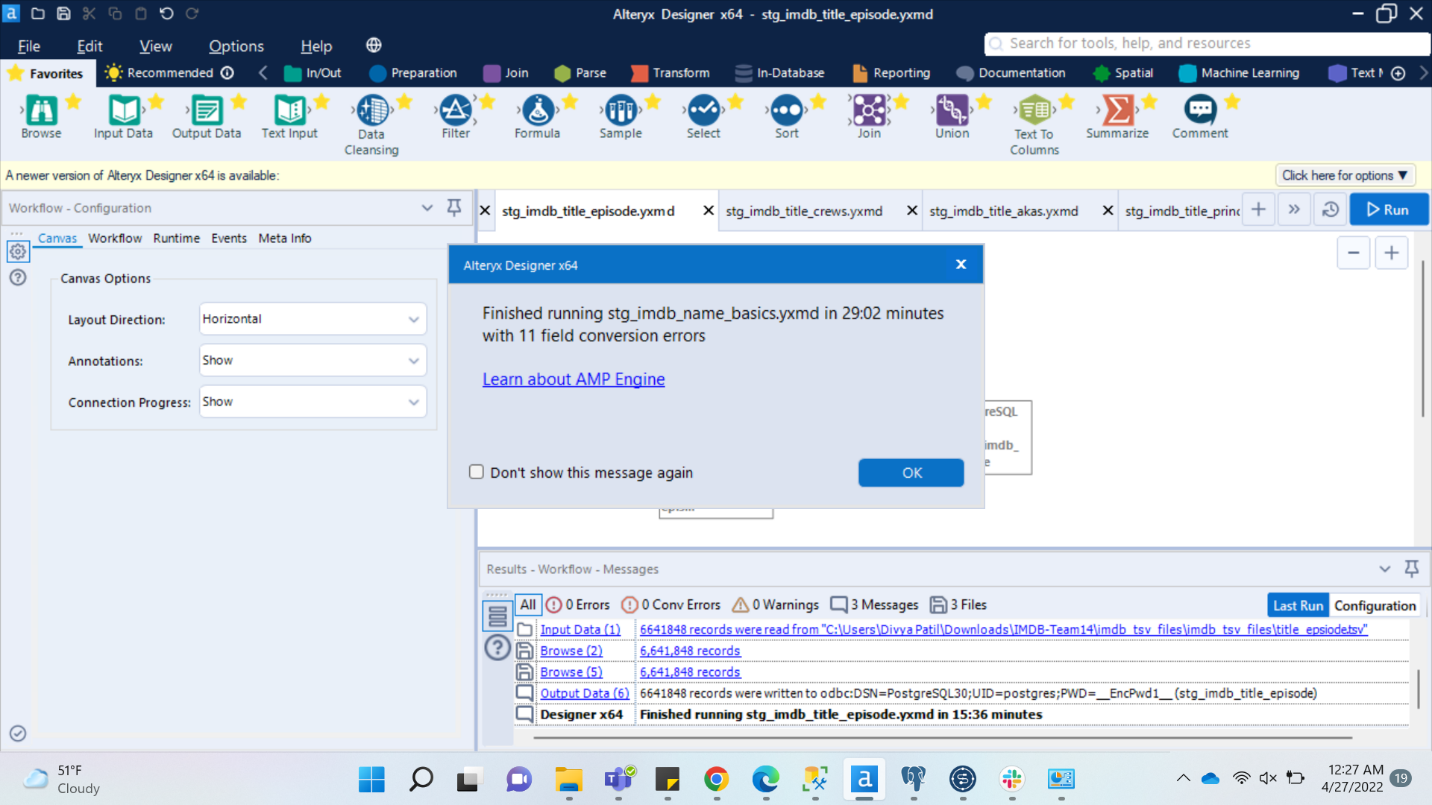 Alteryx Designer x64 - stg_imdb_title_episode.yxmd
File Edit View Options Help
Search for tools, help, and resources
Favorites Recommended In/Out Preparation Join Parse Transform In-Database Reporting Documentation Spatial Machine Learning Text
Browse Input Data Output Data Text Input Data Cleansing Filter Formula Sample Select Sort Join Union Text To Columns Summarize Comment
A newer version of Alteryx Designer x64 is available:
Click here for options ▼
Workflow - Configuration
stg_imdb_title_episode.yxmd stg_imdb_title_crews.yxmd stg_imdb_title_akas.yxmd stg_imdb_title_princ
Run
Canvas Workflow Runtime Events Meta Info
Canvas Options
Layout Direction: Horizontal
Annotations: Show
Connection Progress: Show
Alteryx Designer x64
Finished running stg_imdb_name_basics.yxmd in 29:02 minutes
with 11 field conversion errors
Learn about AMP Engine
Don't show this message again
OK
reSQL
imdb_
e
Results - Workflow - Messages
All 0 Errors 0 Conv Errors 0 Warnings 3 Messages 3 Files
Last Run Configuration
Input Data (1) 6641848 records were read from "C:\Users\Divya Patil\Downloads\IMDB-Team14\imdb_tsv_files\imdb_tsv_files\title_epsiode.tsv"
Browse (2) 6,641,848 records
Browse (5) 6,641,848 records
Output Data (6) 6641848 records were written to odbc:DSN=PostgreSQL30;UID=postgres;PWD=__EncPwd1__ (stg_imdb_title_episode)
Designer x64 Finished running stg_imdb_title_episode.yxmd in 15:36 minutes
51°F
Cloudy
12:27 AM
4/27/2022
19